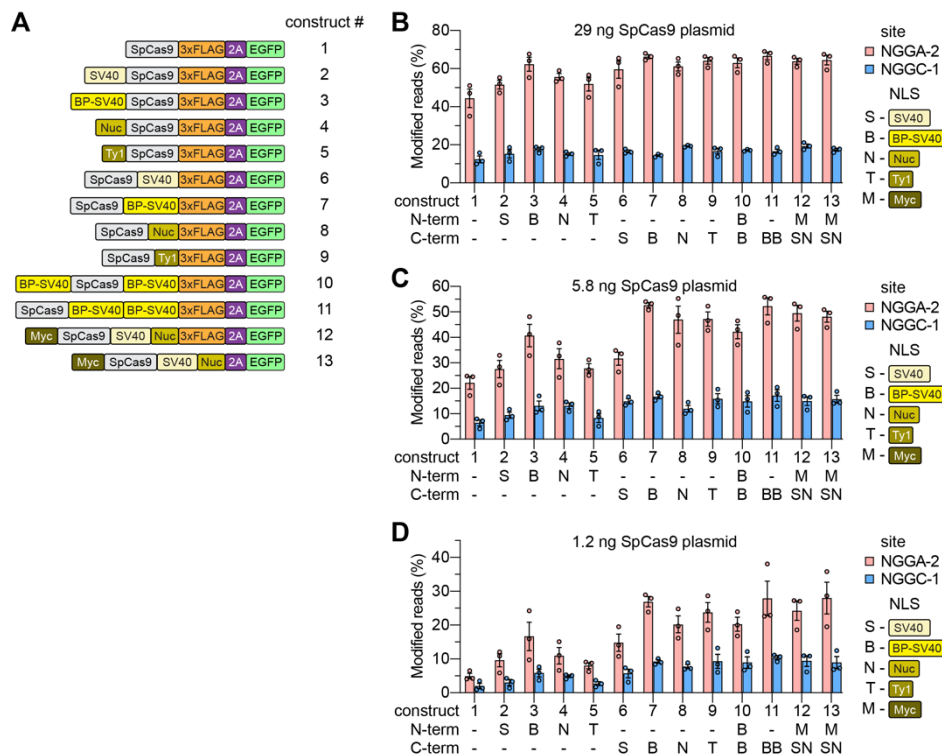 A
construct #
SpCas9 3xFLAG 2A EGFP 1
SV40 SpCas9 3xFLAG 2A EGFP 2
BP-SV40 SpCas9 3xFLAG 2A EGFP 3
Nuc SpCas9 3xFLAG 2A EGFP 4
Ty1 SpCas9 3xFLAG 2A EGFP 5
SpCas9 SV40 3xFLAG 2A EGFP 6
SpCas9 BP-SV40 3xFLAG 2A EGFP 7
SpCas9 Nuc 3xFLAG 2A EGFP 8
SpCas9 Ty1 3xFLAG 2A EGFP 9
BP-SV40 SpCas9 BP-SV40 3xFLAG 2A EGFP 10
SpCas9 BP-SV40 BP-SV40 3xFLAG 2A EGFP 11
Myc SpCas9 SV40 Nuc 3xFLAG 2A EGFP 12
Myc SpCas9 SV40 Nuc 2A EGFP 13
B
29 ng SpCas9 plasmid
Modified reads (%)
80
60
40
20
0
construct 1 2 3 4 5 6 7 8 9 10 11 12 13
N-term - S B N T - - - - B - M M
C-term - - - - - S B N T B BB SN SN
site
NGGA-2
NGGC-1
NLS
S - SV40
B - BP-SV40
N - Nuc
T - Ty1
M - Myc
C
5.8 ng SpCas9 plasmid
Modified reads (%)
60
50
40
30
20
10
0
construct 1 2 3 4 5 6 7 8 9 10 11 12 13
N-term - S B N T - - - - B - M M
C-term - - - - - S B N T B BB SN SN
site
NGGA-2
NGGC-1
NLS
S - SV40
B - BP-SV40
N - Nuc
T - Ty1
M - Myc
D
1.2 ng SpCas9 plasmid
Modified reads (%)
40
30
20
10
0
construct 1 2 3 4 5 6 7 8 9 10 11 12 13
N-term - S B N T - - - - B - M M
C-term - - - - - S B N T B BB SN SN
site
NGGA-2
NGGC-1
NLS
S - SV40
B - BP-SV40
N - Nuc
T - Ty1
M - Myc